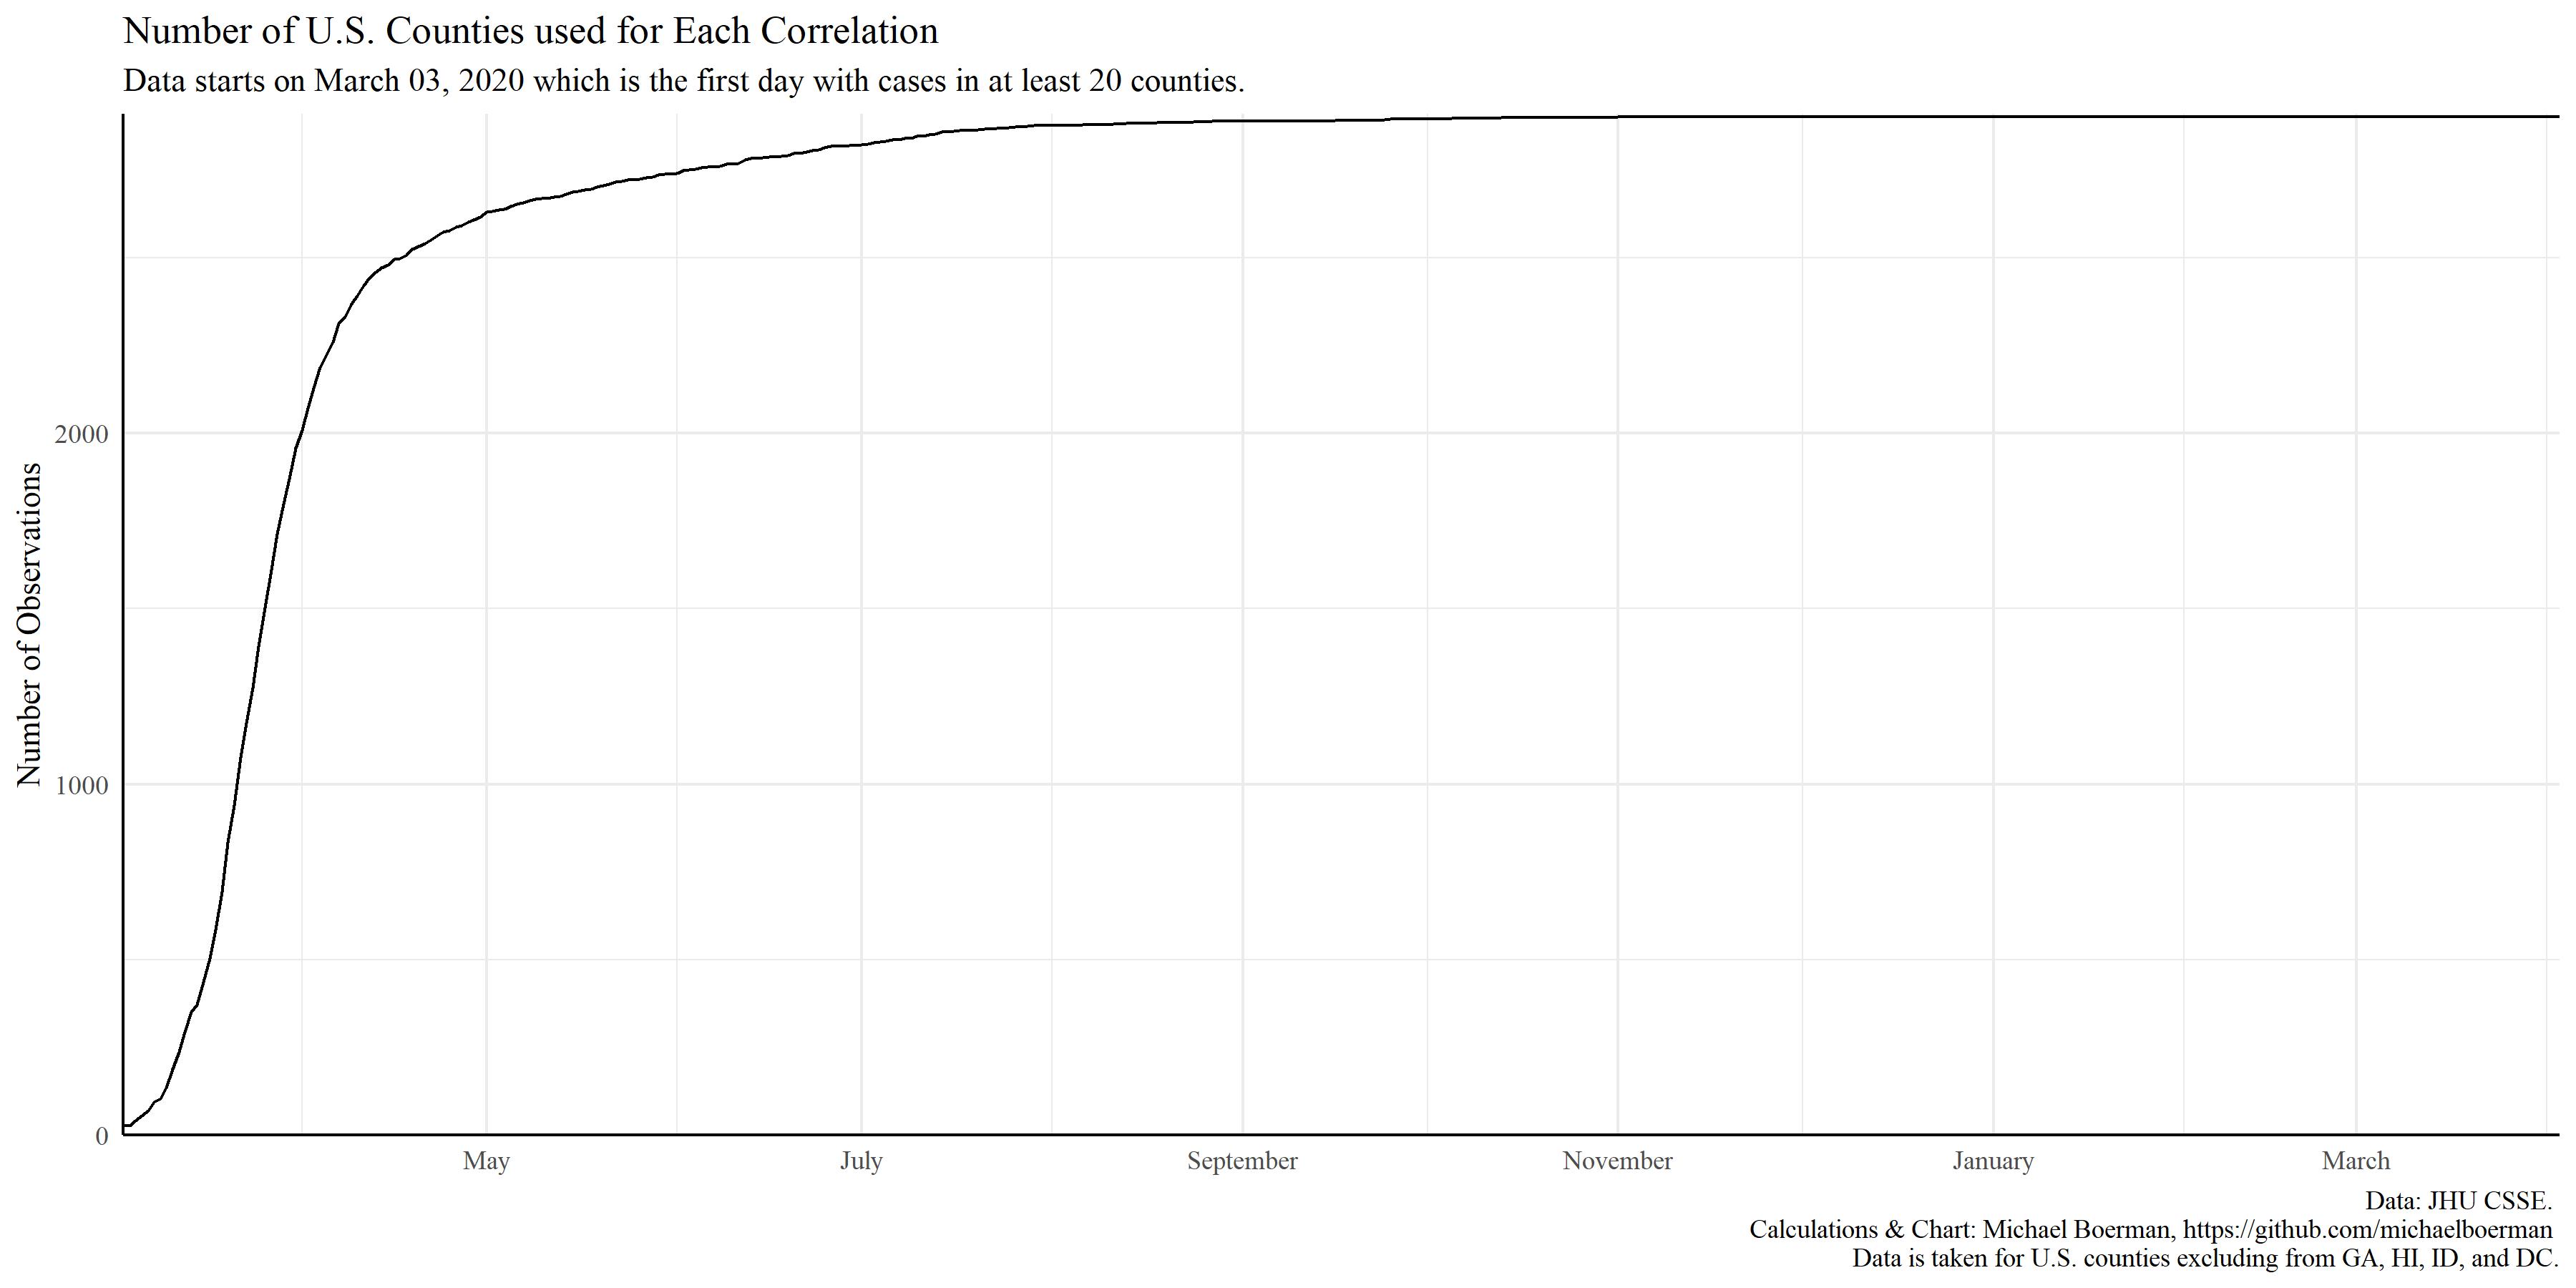 Number of U.S. Counties used for Each Correlation
Data starts on March 03, 2020 which is the first day with cases in at least 20 counties.
Number of Observations
2000
1000
0
May July September November January March
Data: JHU CSSE.
Calculations & Chart: Michael Boerman, https://github.com/michaelboerman
Data is taken for U.S. counties excluding from GA, HI, ID, and DC.